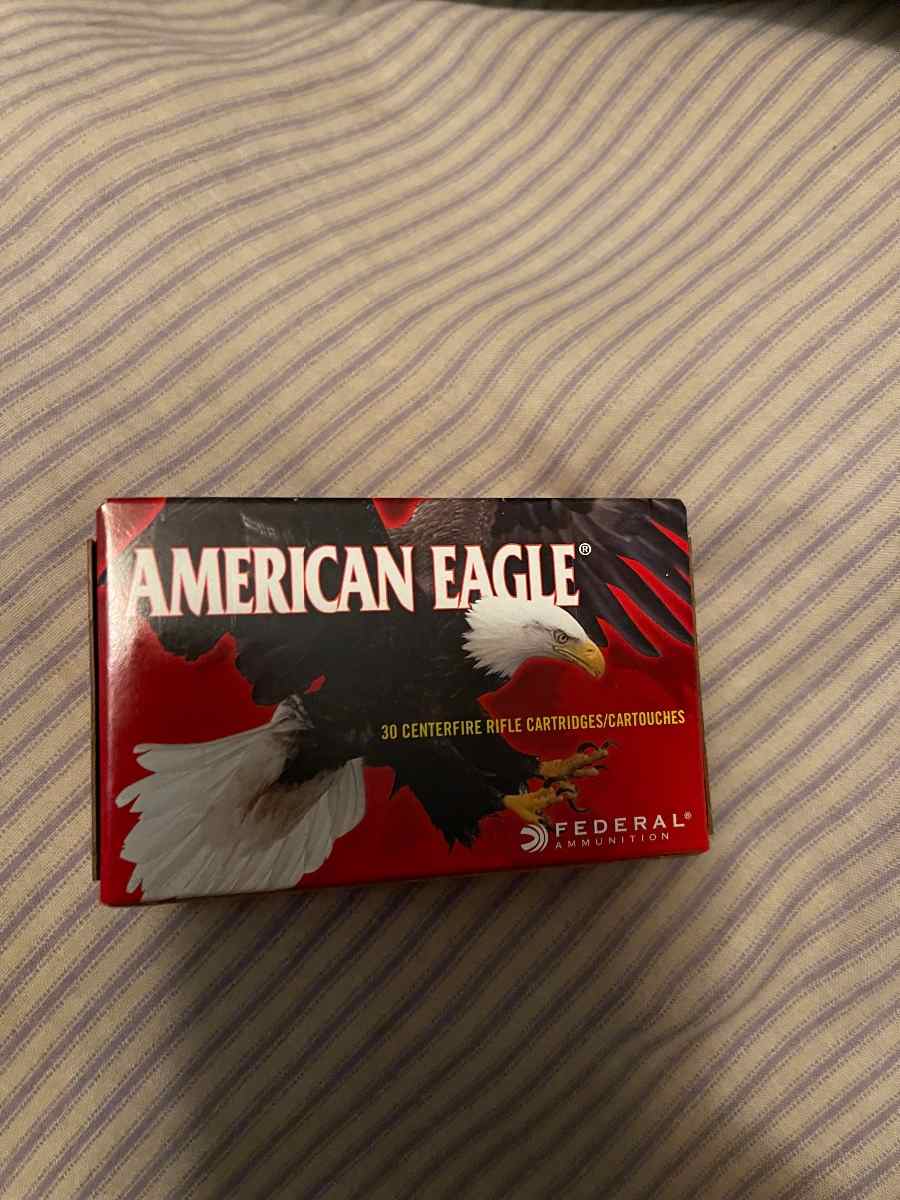 AMERICAN EAGLE®
30 CENTERFIRE RIFLE CARTRIDGES/CARTOUCHES
FEDERAL®
AMMUNITION